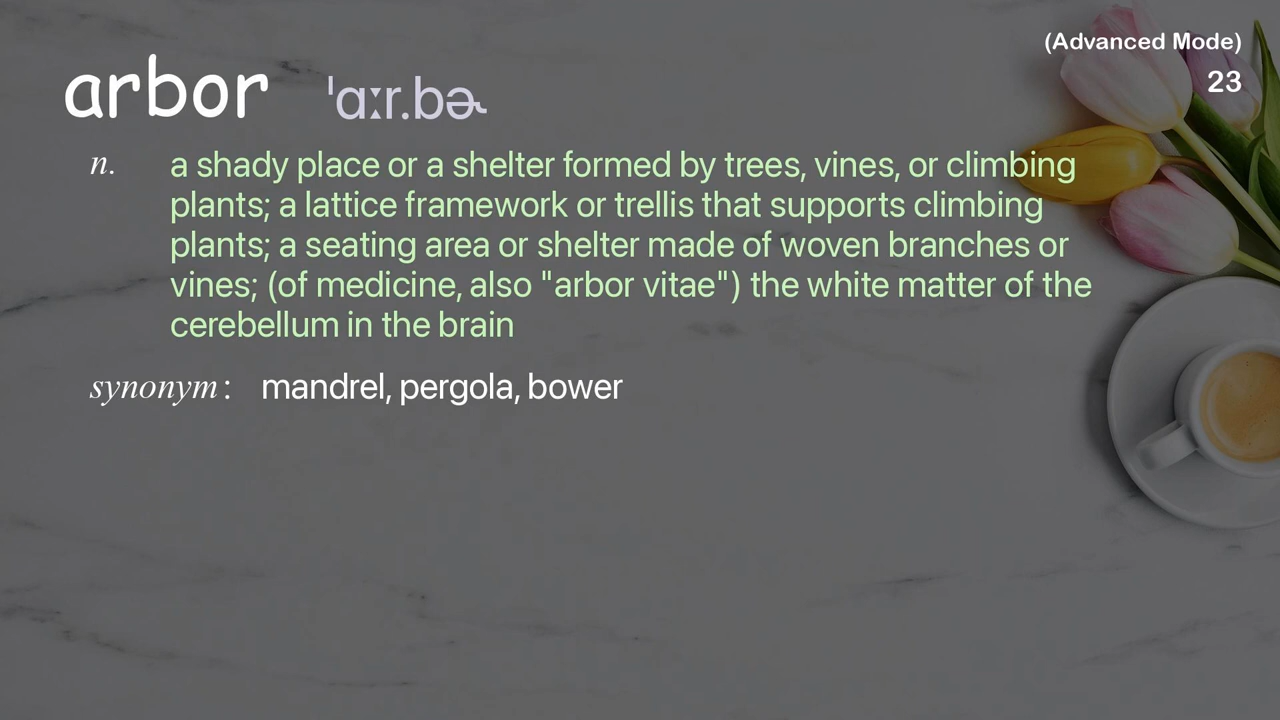 (Advanced Mode)
23
arbor ˈɑːr.bɚ
n. a shady place or a shelter formed by trees, vines, or climbing
plants; a lattice framework or trellis that supports climbing
plants; a seating area or shelter made of woven branches or
vines; (of medicine, also "arbor vitae") the white matter of the
cerebellum in the brain
synonym: mandrel, pergola, bower